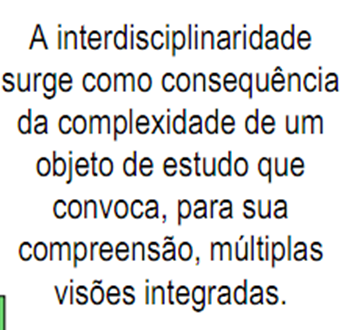 A interdisciplinaridade
surge como consequência
da complexidade de um
objeto de estudo que
convoca, para sua
compreensão, múltiplas
visões integradas.